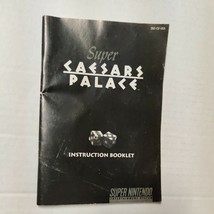 Super
CAESARS
PALACE
INSTRUCTION BOOKLET
SUPER NINTENDO